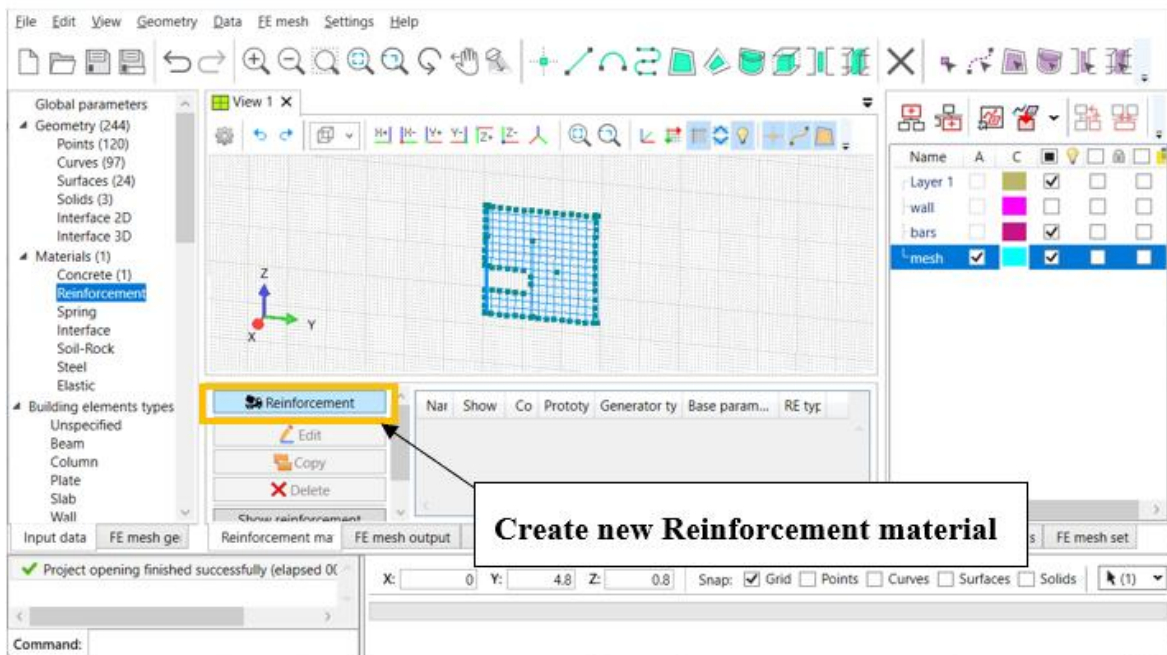 File Edit View Geometry Data FE mesh Settings Help
Global parameters
Geometry (244)
Points (120)
Curves (97)
Surfaces (24)
Solids (3)
Interface 2D
Interface 3D
Materials (1)
Concrete (1)
Reinforcement
Spring
Interface
Soil-Rock
Steel
Elastic
Building elements types
Unspecified
Beam
Column
Plate
Slab
Wall
Input data FE mesh ge
View 1
X+ X- Y+ Y- Z+ Z-
Z
Y
X
Reinforcement
Edit
Copy
Delete
Show reinforcement
Nar Show Co Prototy Generator ty Base param... RE typ
Create new Reinforcement material
Reinforcement ma FE mesh output s FE mesh set
Name A C
Layer 1
wall
bars
mesh
Project opening finished successfully (elapsed 00
Command:
X: 0 Y: 4.8 Z: 0.8 Snap: Grid Points Curves Surfaces Solids (1)